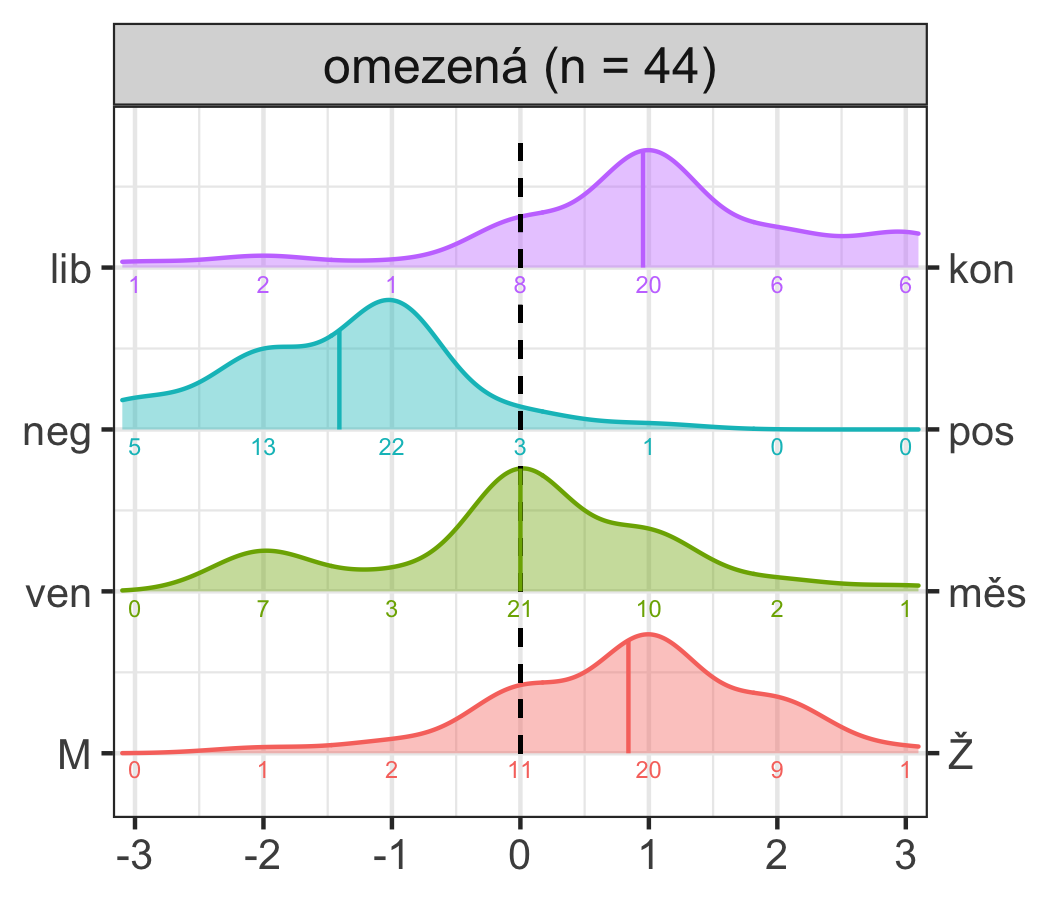 omezená (n = 44)
lib kon
1 2 1 8 20 6 6
neg pos
5 13 22 3 1 0 0
ven měs
0 7 3 21 10 2 1
M Ž
0 1 2 11 20 9 1
-3 -2 -1 0 1 2 3